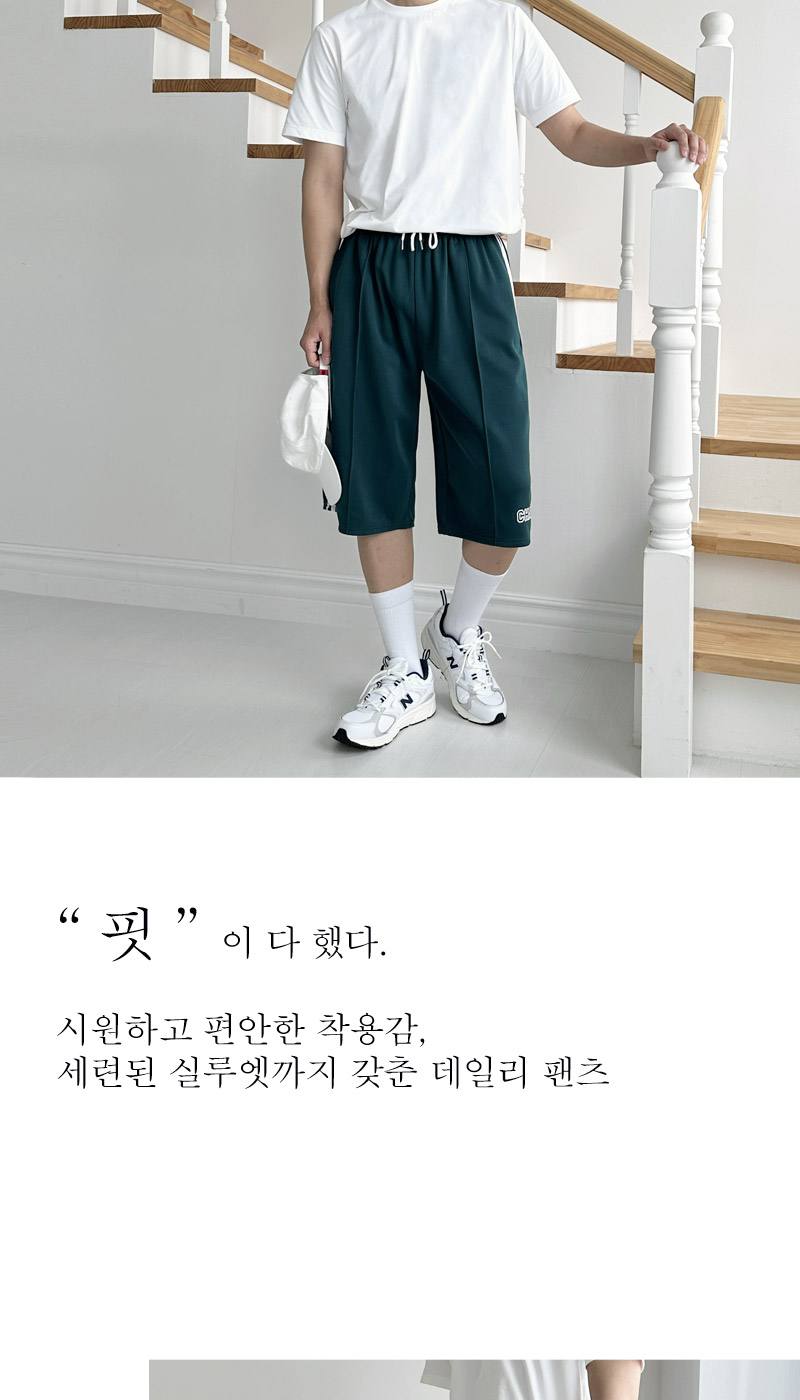 CH
N
N
“ 핏 ” 이 다 했다.
시원하고 편안한 착용감,
세련된 실루엣까지 갖춘 데일리 팬츠